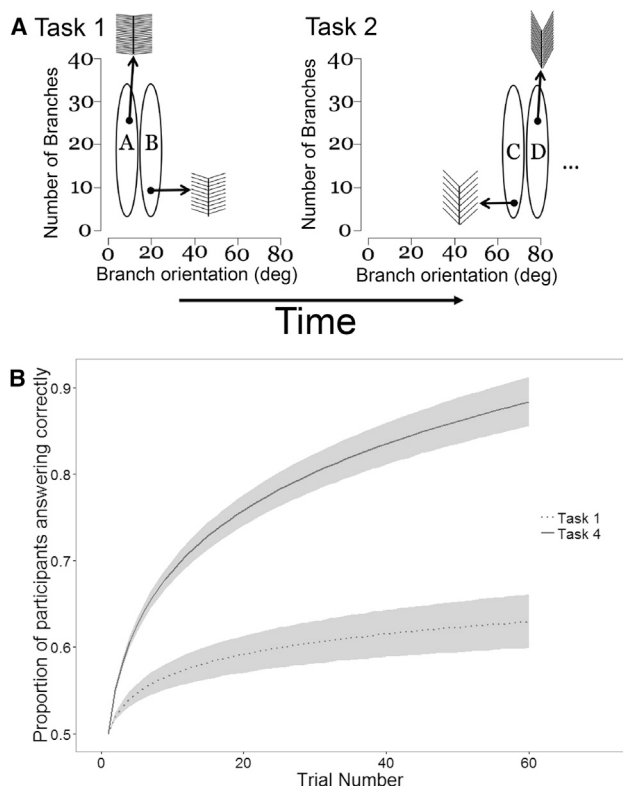 A Task 1
Task 2
Number of Branches
40
30
20
10
0
A B
0 20 40 60 80
Branch orientation (deg)
Number of Branches
40
30
20
10
0
C D
...
0 20 40 60 80
Branch orientation (deg)
Time
B
Proportion of participants answering correctly
0.9
0.8
0.7
0.6
0.5
Task 1
Task 4
0 20 40 60
Trial Number